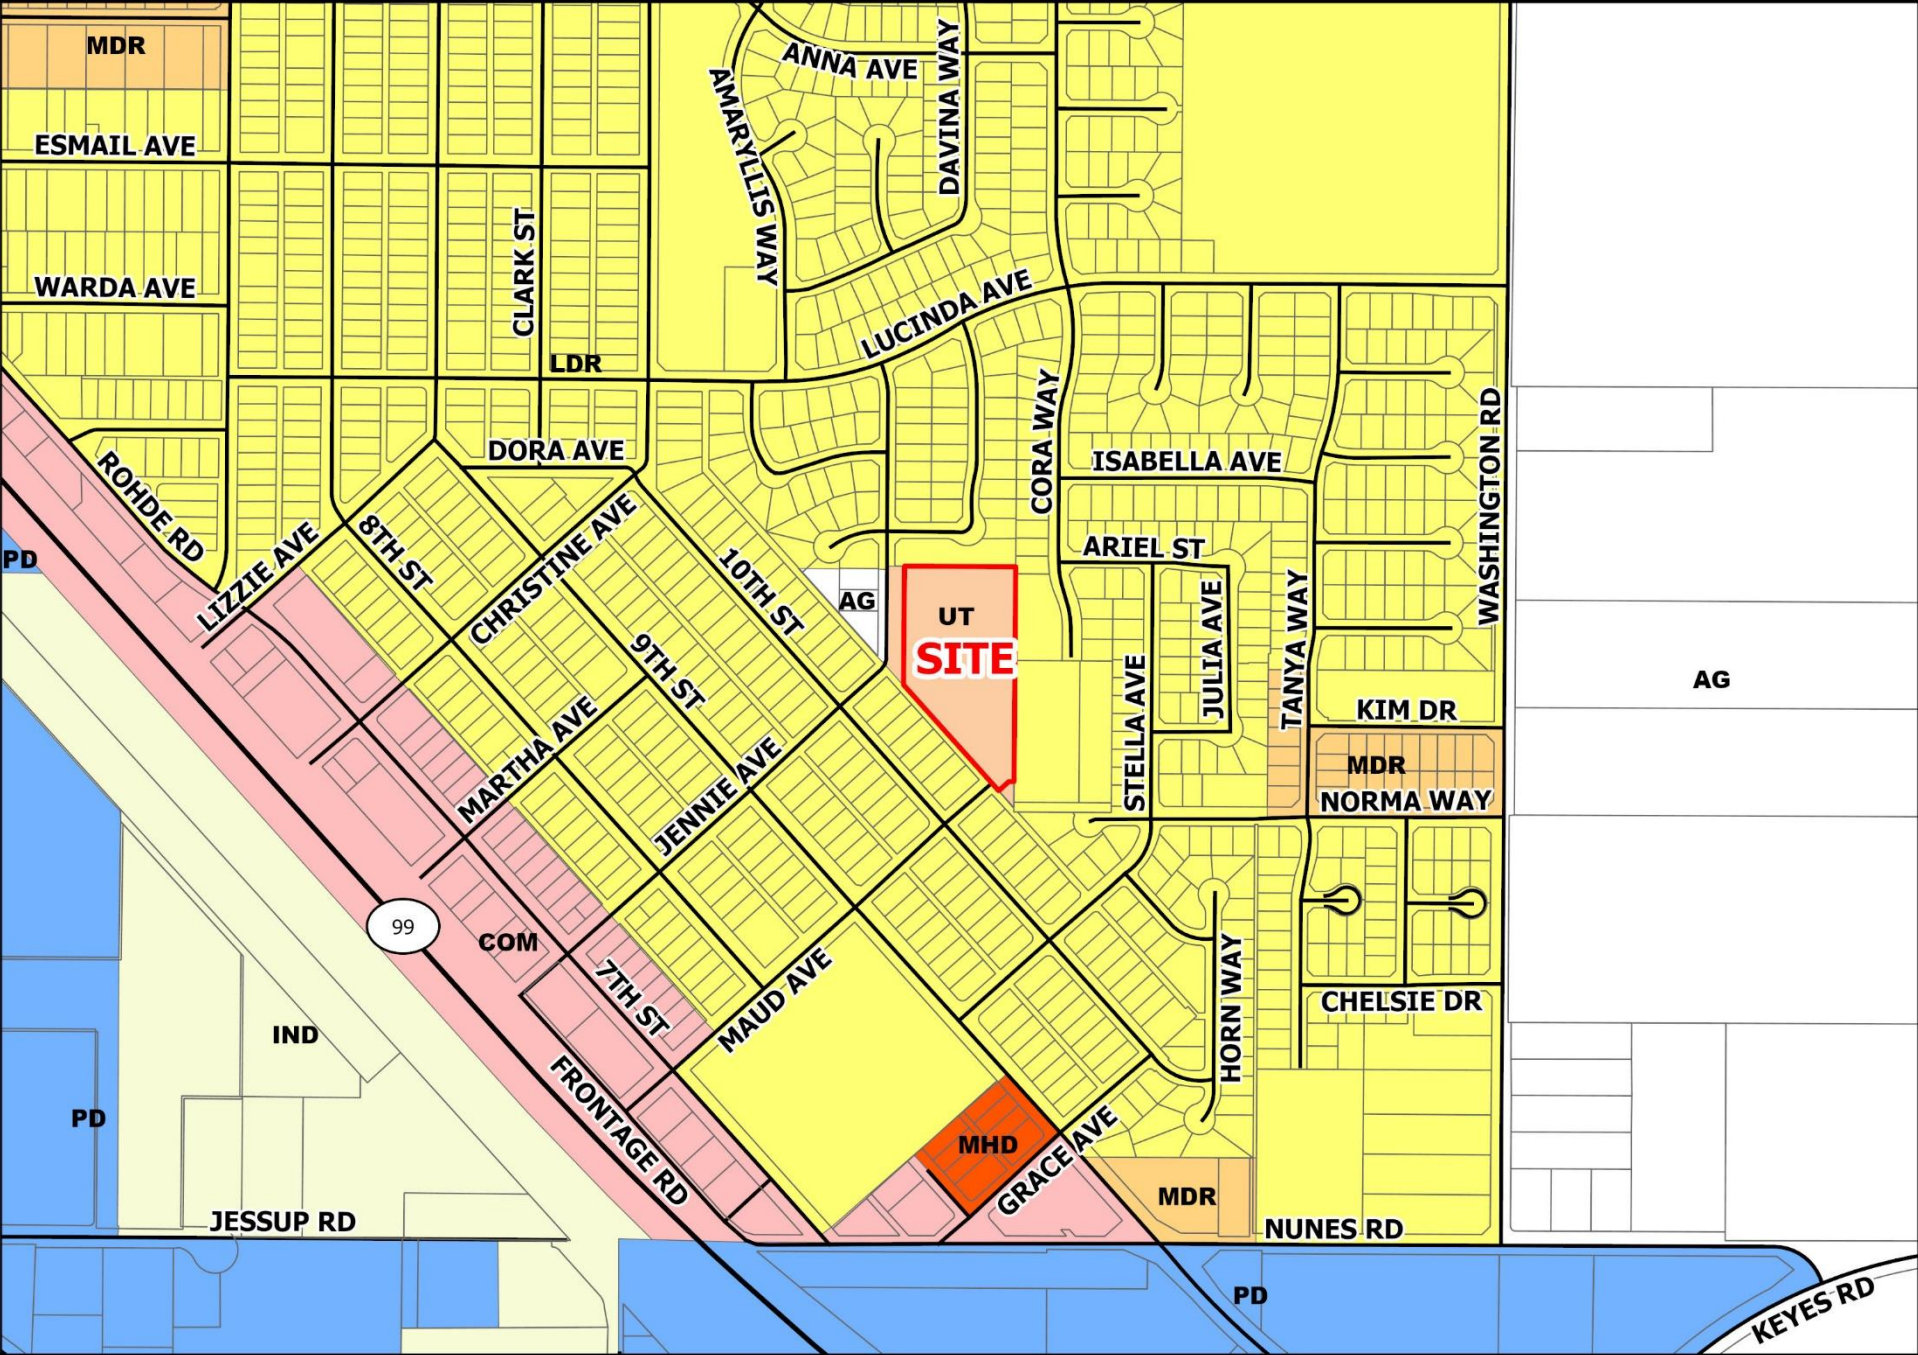 MDR
ANNA AVE
DAVINA WAY
AMARYLLIS WAY
ESMAIL AVE
WARDA AVE
CLARK ST
LUCINDA AVE
LDR
CORA WAY
DORA AVE
ISABELLA AVE
WASHINGTON RD
ROHDE RD
LIZZIE AVE
8TH ST
CHRISTINE AVE
10TH ST
ARIEL ST
PD
AG
UT
SITE
9TH ST
JULIA AVE
TANYA WAY
STELLA AVE
AG
KIM DR
MARTHA AVE
JENNIE AVE
MDR
NORMA WAY
99
COM
7TH ST
MAUD AVE
HORN WAY
CHELSIE DR
IND
PD
FRONTAGE RD
MHD
GRACE AVE
MDR
JESSUP RD
NUNES RD
PD
KEYES RD